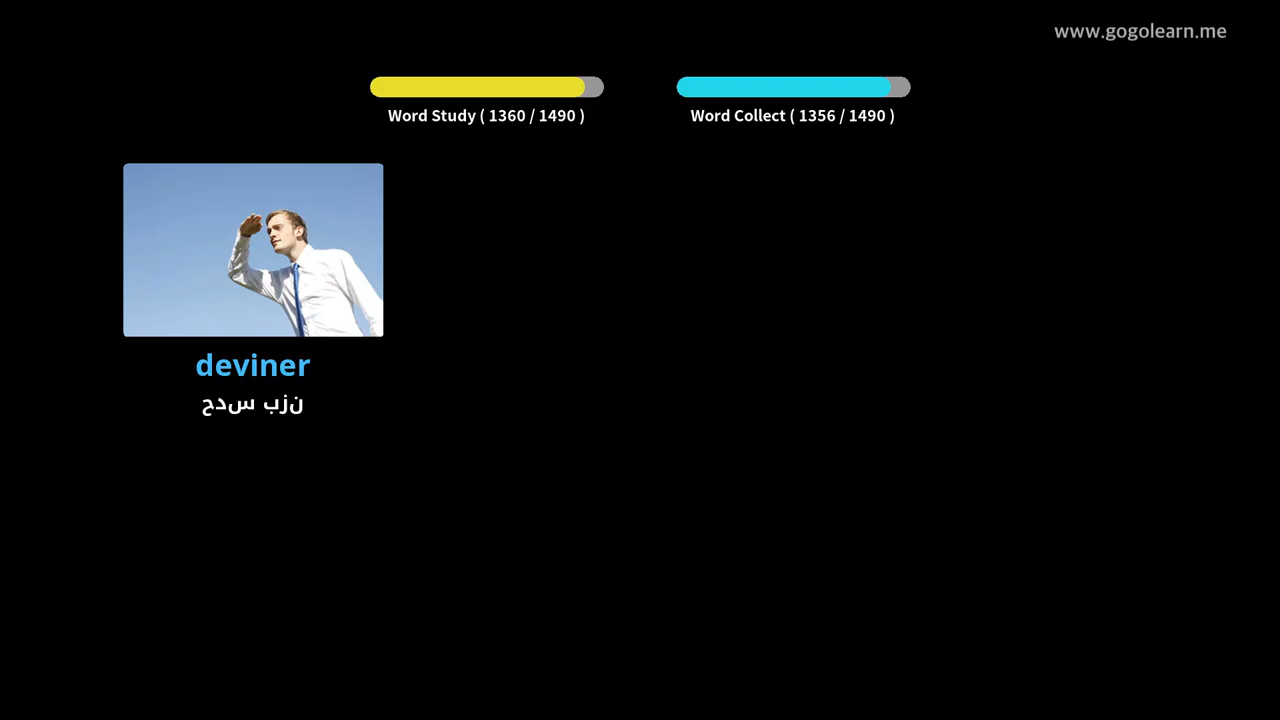 www.gogolearn.me
Word Study ( 1360 / 1490 )
Word Collect ( 1356 / 1490 )
deviner
حدس بزن